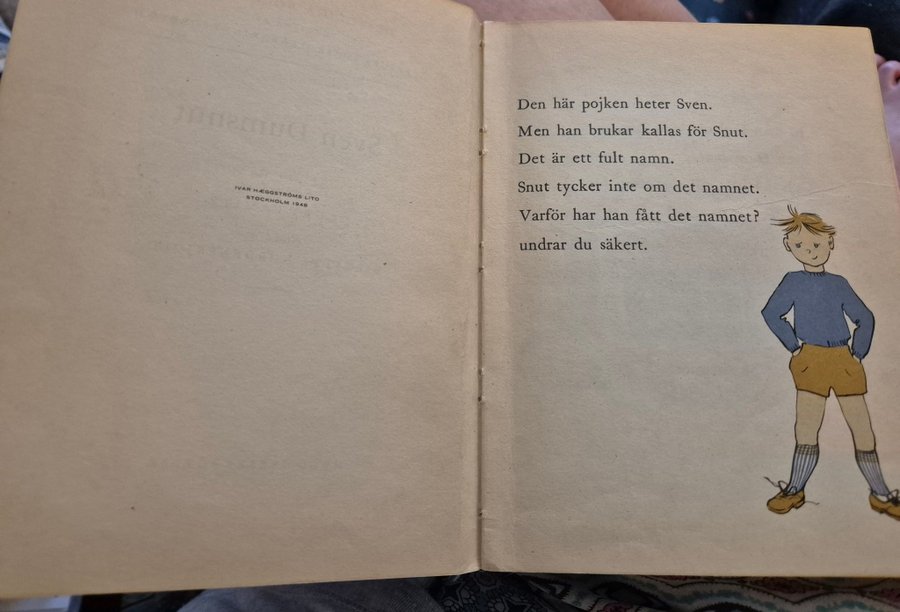 IVAR HÆGGSTRÖMS LITO
STOCKHOLM 1948
Den här pojken heter Sven.
Men han brukar kallas för Snut.
Det är ett fult namn.
Snut tycker inte om det namnet.
Varför har han fått det namnet?
undrar du säkert.